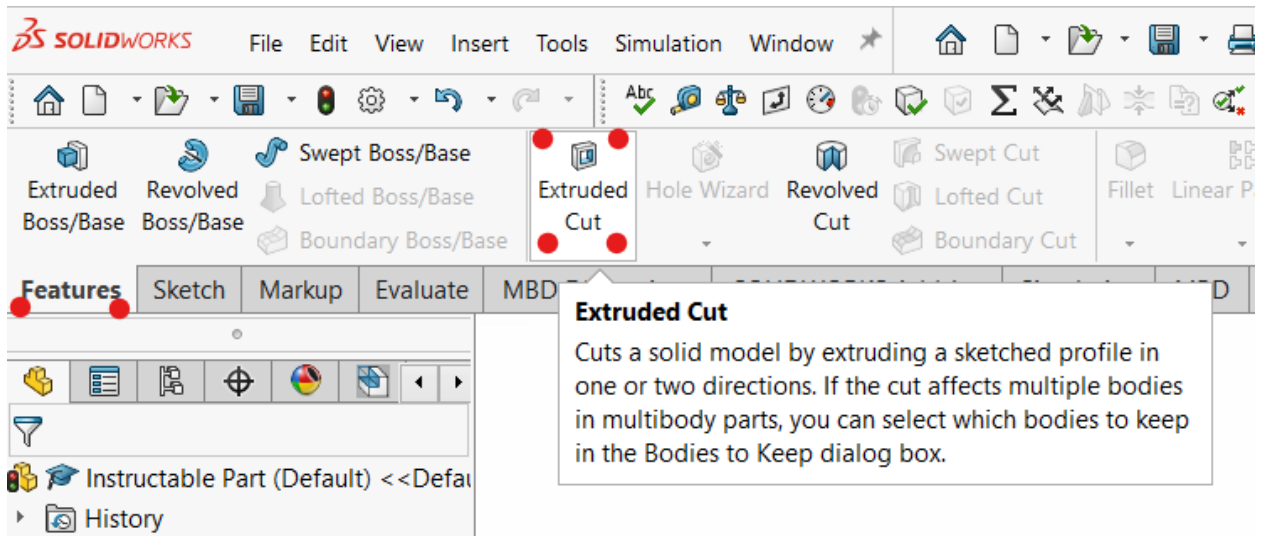 SOLIDWORKS File Edit View Insert Tools Simulation Window
Abc
Extruded Boss/Base
Revolved Boss/Base
Swept Boss/Base
Lofted Boss/Base
Boundary Boss/Base
Extruded Cut
Hole Wizard
Revolved Cut
Swept Cut
Lofted Cut
Boundary Cut
Fillet
Linear
Features Sketch Markup Evaluate
Extruded Cut
Cuts a solid model by extruding a sketched profile in
one or two directions. If the cut affects multiple bodies
in multibody parts, you can select which bodies to keep
in the Bodies to Keep dialog box.
Instructable Part (Default) <<Defau
History